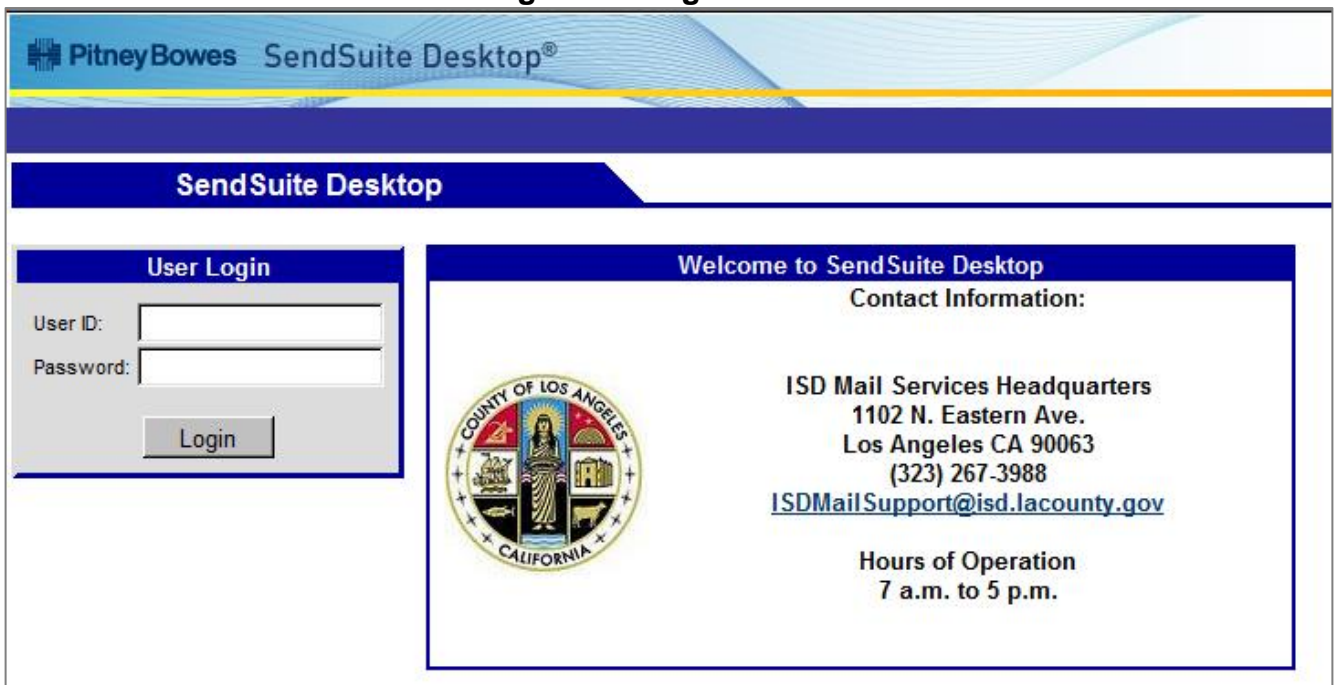 PitneyBowes SendSuite Desktop®
SendSuite Desktop
User Login
User ID:
Password:
Login
Welcome to SendSuite Desktop
Contact Information:
COUNTY OF LOS ANGELES
CALIFORNIA
ISD Mail Services Headquarters
1102 N. Eastern Ave.
Los Angeles CA 90063
(323) 267-3988
ISDMailSupport@isd.lacounty.gov
Hours of Operation
7 a.m. to 5 p.m.